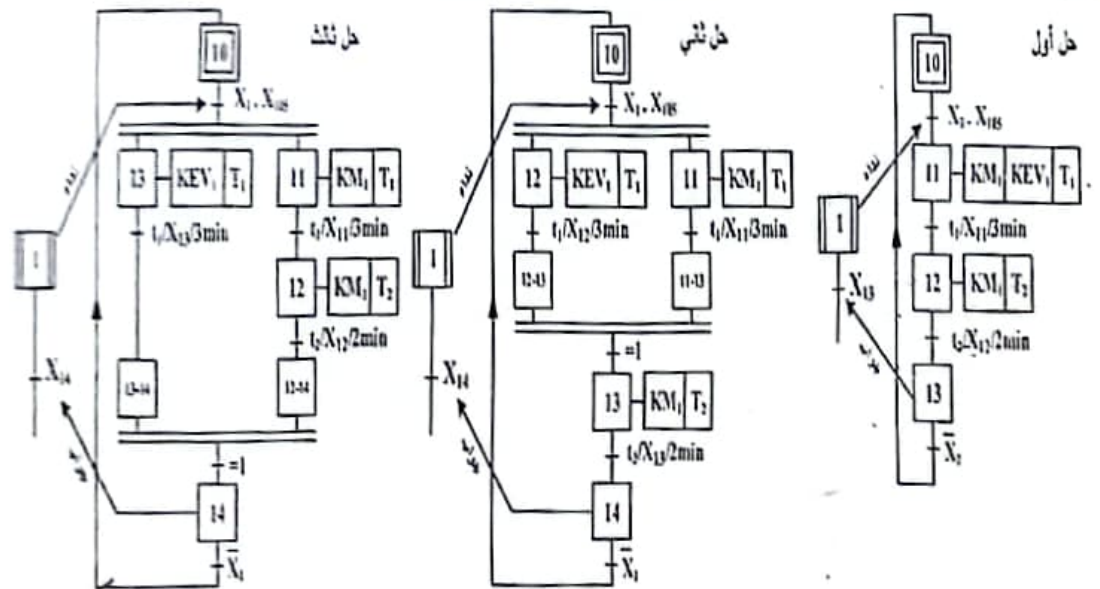 حل أول
10
X₁ . X₁₀₅
نداء
11 KM₁ KEV₁ T₁
t₁/X₁₁/3min
1
12 KM₁ T₂
X₁₃
t₂/X₁₂/2min
13
حل ثاني
10
X₁ . X₁₀₅
نداء
12 KEV₁ T₁
11 KM₁ T₁
t₁/X₁₂/3min
t₁/X₁₁/3min
1
12-13
11-13
=1
X₁₄
13 KM₁ T₂
t₂/X₁₃/2min
14
X̅₁
حل ثالث
10
X₁ . X₁₀₅
نداء
13 KEV₁ T₁
11 KM₁ T₁
t₁/X₁₃/3min
t₁/X₁₁/3min
1
12 KM₁ T₂
t₂/X₁₂/2min
X₁₄
13-14
12-14
=1
14
X̅₁